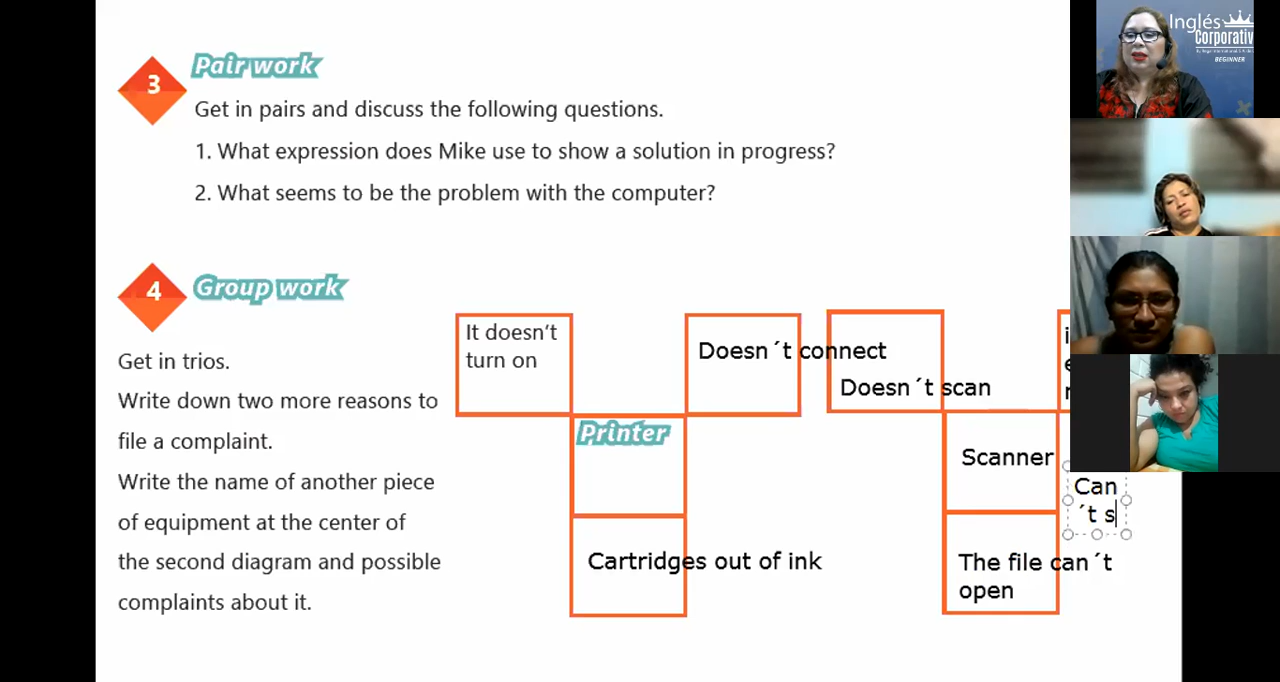 3
Pair work
Get in pairs and discuss the following questions.
1. What expression does Mike use to show a solution in progress?
2. What seems to be the problem with the computer?
4
Group work
Get in trios.
Write down two more reasons to
file a complaint.
Write the name of another piece
of equipment at the center of
the second diagram and possible
complaints about it.
It doesn't
turn on
Doesn´t connect
Printer
Cartridges out of ink
Doesn´t scan
Scanner
Can
´t s
The file can´t
open
Inglés
Corporativ
BEGINNER